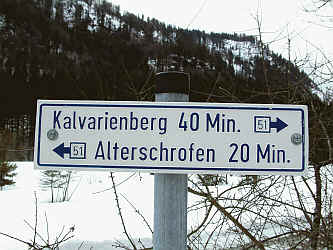 Kalvarienberg 40 Min. 51
51 Alterschrofen 20 Min.